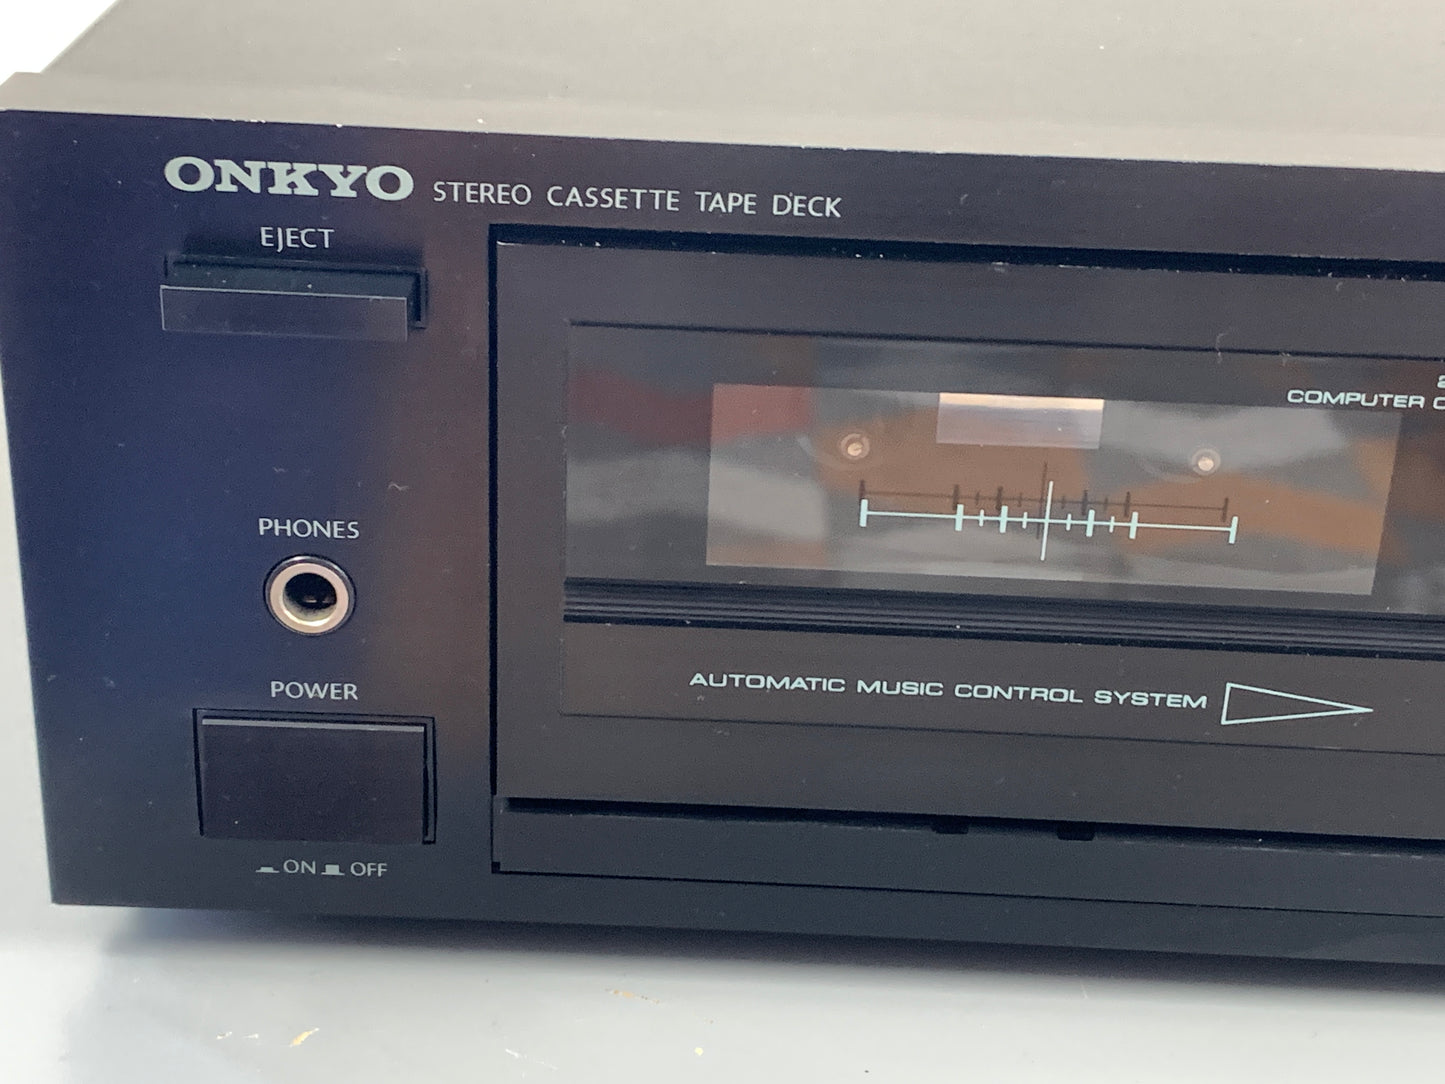 ONKYO STEREO CASSETTE TAPE DECK
EJECT
COMPUTER
PHONES
AUTOMATIC MUSIC CONTROL SYSTEM
POWER
ON OFF